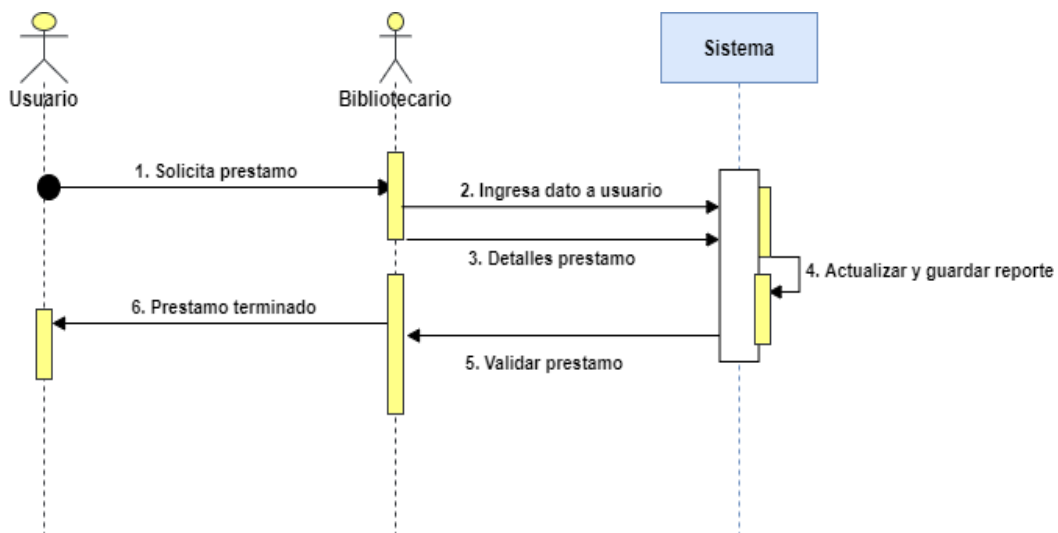 Usuario
Bibliotecario
Sistema
1. Solicita prestamo
2. Ingresa dato a usuario
3. Detalles prestamo
4. Actualizar y guardar reporte
6. Prestamo terminado
5. Validar prestamo